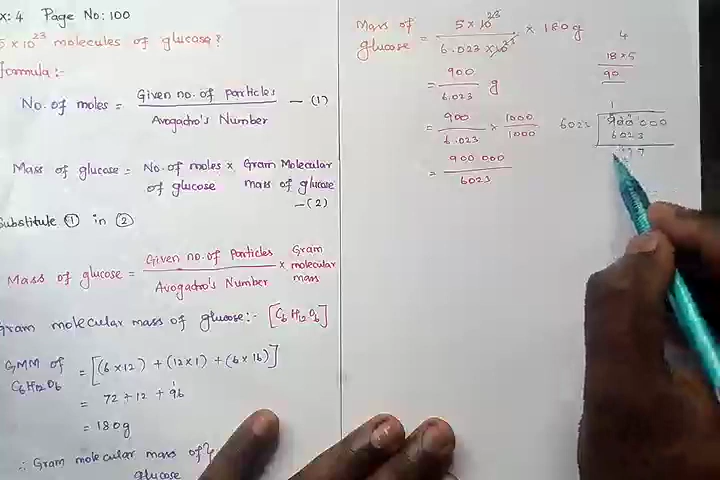 x: 4 Page No: 100
5 × 10²³ molecules of glucose?
formula:-
No. of moles = Given no. of particles / Avogadro's Number — (1)
Mass of glucose = No. of moles of glucose × Gram Molecular mass of glucose — (2)
Substitute ① in ②
Mass of glucose = Given no. of particles / Avogadro's Number × Gram molecular mass
Gram molecular mass of glucose:- [C₆H₁₂O₆]
GMM of C₆H₁₂O₆ = [(6×12) + (12×1) + (6×16)]
= 72 + 12 + 96
= 180g
∴ Gram molecular mass of glucose }
Mass of glucose = 5 × 10²³ / 6.023 × 10²³ × 180g
= 900 / 6.023 g
= 900 / 6.023 × 1000 / 1000
= 900 000 / 6023
4
18 × 5
90
1
6023 900000
6023